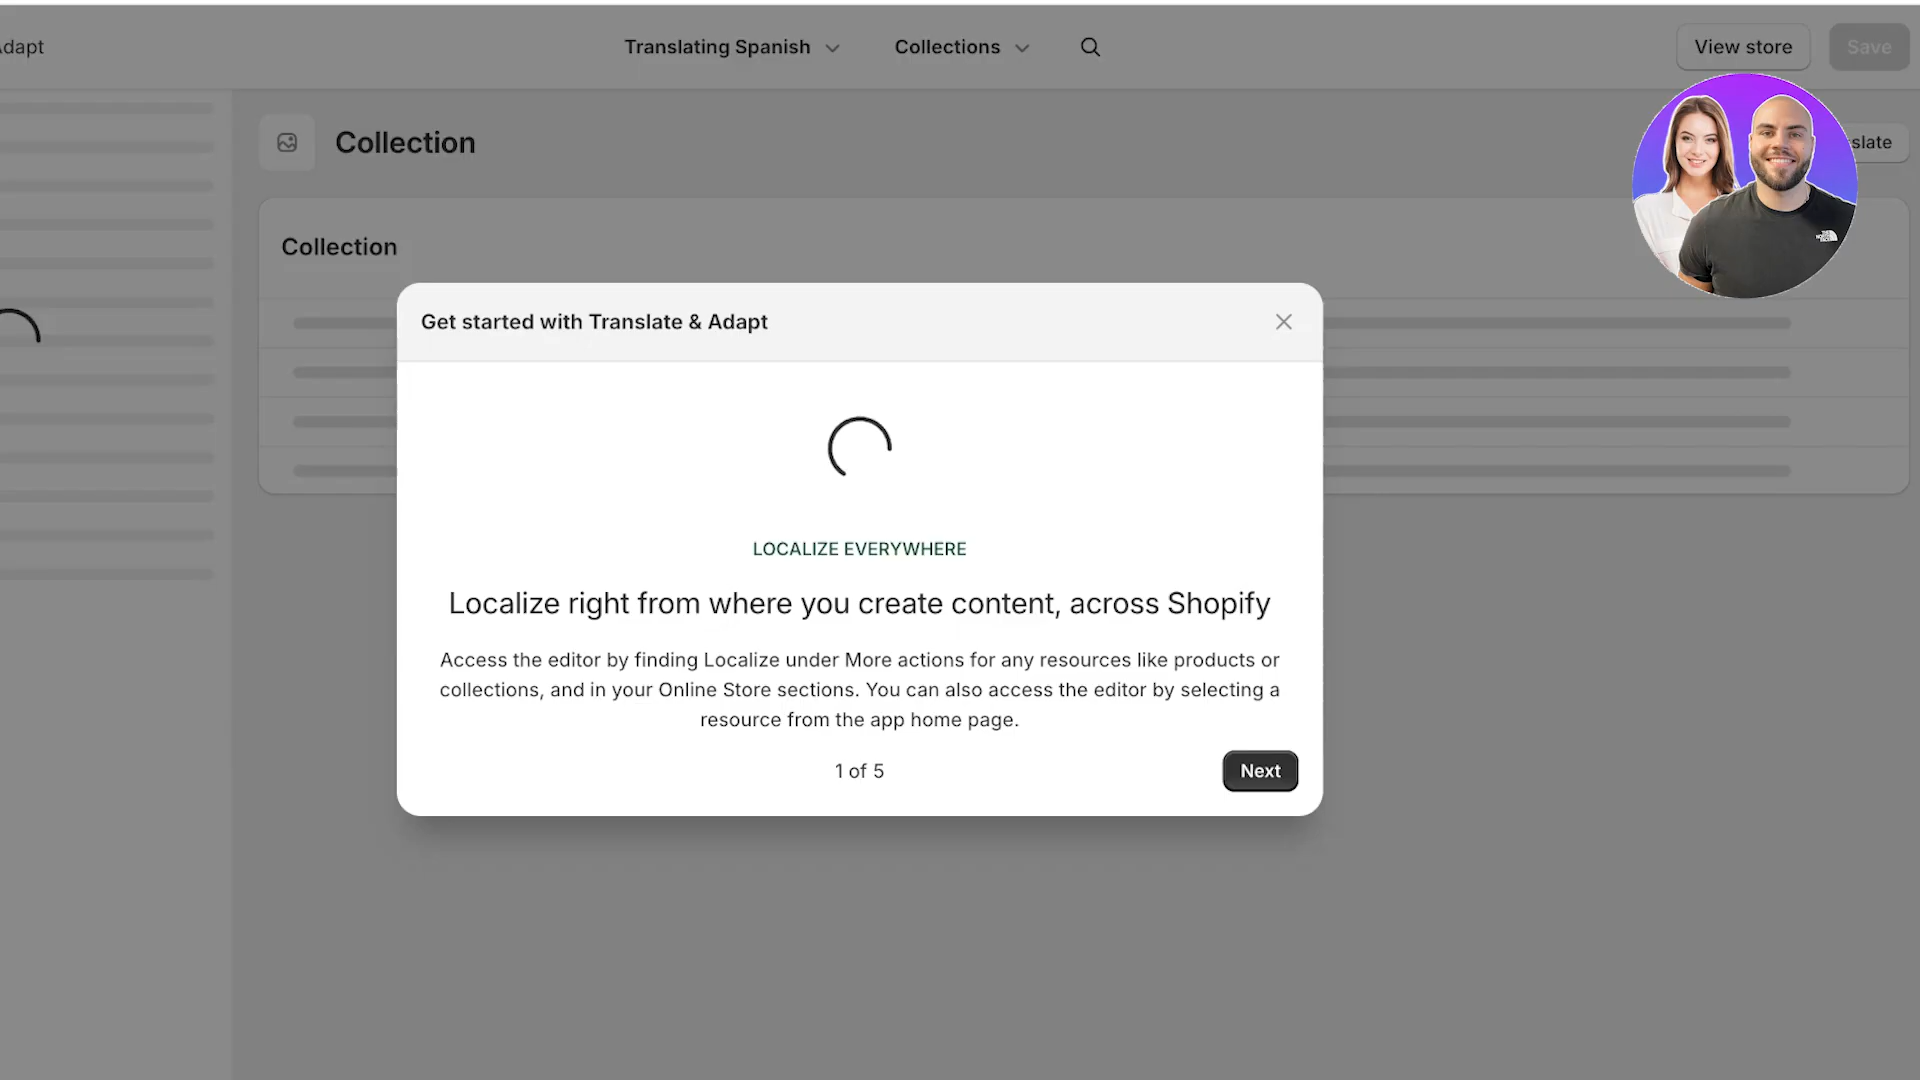 Adapt
Translating Spanish
Collections
View store
Save
Collection
slate
Collection
Get started with Translate & Adapt
LOCALIZE EVERYWHERE
Localize right from where you create content, across Shopify
Access the editor by finding Localize under More actions for any resources like products or
collections, and in your Online Store sections. You can also access the editor by selecting a
resource from the app home page.
1 of 5
Next